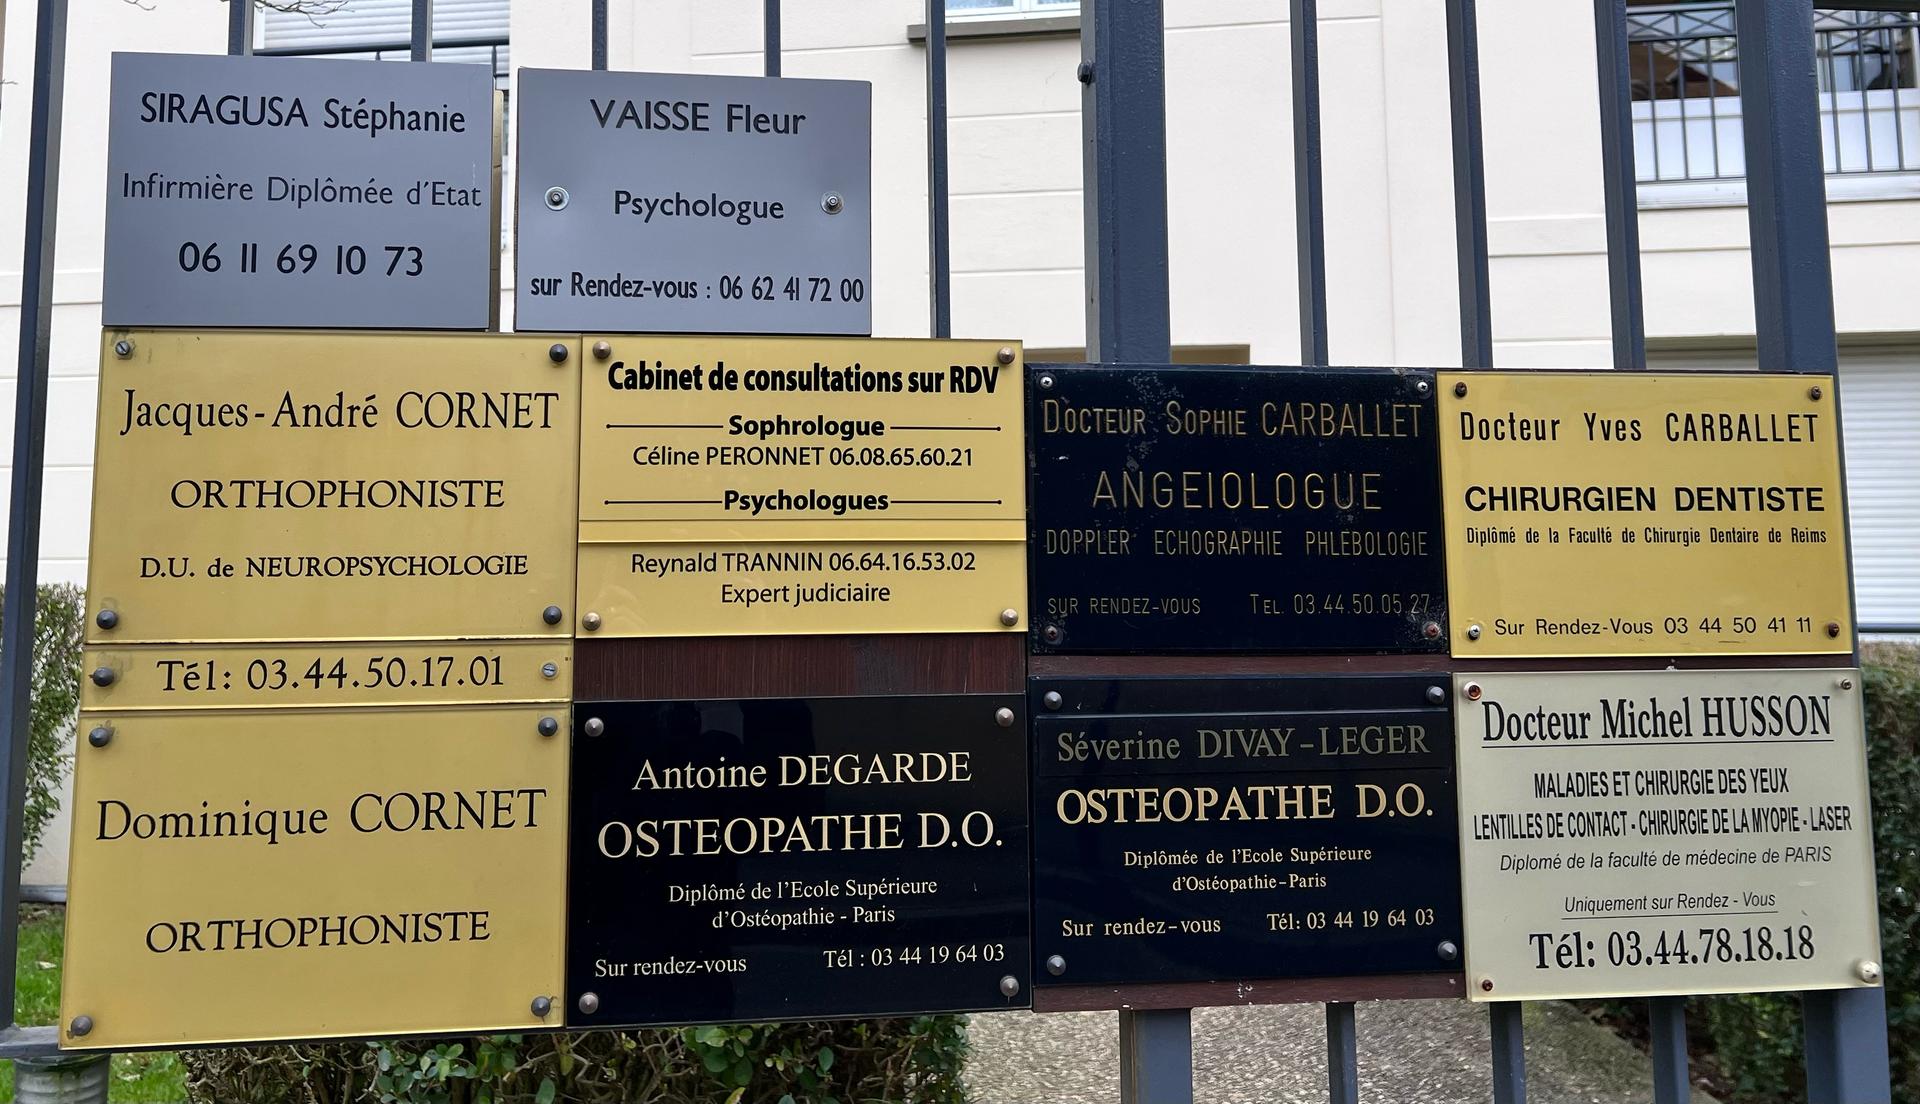 SIRAGUSA Stéphanie
Infirmière Diplômée d'Etat
06 11 69 10 73
VAISSE Fleur
Psychologue
sur Rendez-vous : 06 62 41 72 00
Jacques-André CORNET
ORTHOPHONISTE
D.U. de NEUROPSYCHOLOGIE
Tél: 03.44.50.17.01
Dominique CORNET
ORTHOPHONISTE
Cabinet de consultations sur RDV
Sophrologue
Céline PERONNET 06.08.65.60.21
Psychologues
Reynald TRANNIN 06.64.16.53.02
Expert judiciaire
Docteur Sophie CARBALLET
ANGEIOLOGUE
DOPPLER ECHOGRAPHIE PHLEBOLOGIE
SUR RENDEZ-VOUS TEL. 03.44.50.05.27
Docteur Yves CARBALLET
CHIRURGIEN DENTISTE
Diplômé de la Faculté de Chirurgie Dentaire de Reims
Sur Rendez-Vous 03 44 50 41 11
Antoine DEGARDE
OSTEOPATHE D.O.
Diplômé de l'Ecole Supérieure
d'Ostéopathie - Paris
Sur rendez-vous Tél : 03 44 19 64 03
Séverine DIVAY-LEGER
OSTEOPATHE D.O.
Diplômée de l'Ecole Supérieure
d'Ostéopathie-Paris
Sur rendez-vous Tél: 03 44 19 64 03
Docteur Michel HUSSON
MALADIES ET CHIRURGIE DES YEUX
LENTILLES DE CONTACT - CHIRURGIE DE LA MYOPIE - LASER
Diplomé de la faculté de médecine de PARIS
Uniquement sur Rendez - Vous
Tél: 03.44.78.18.18